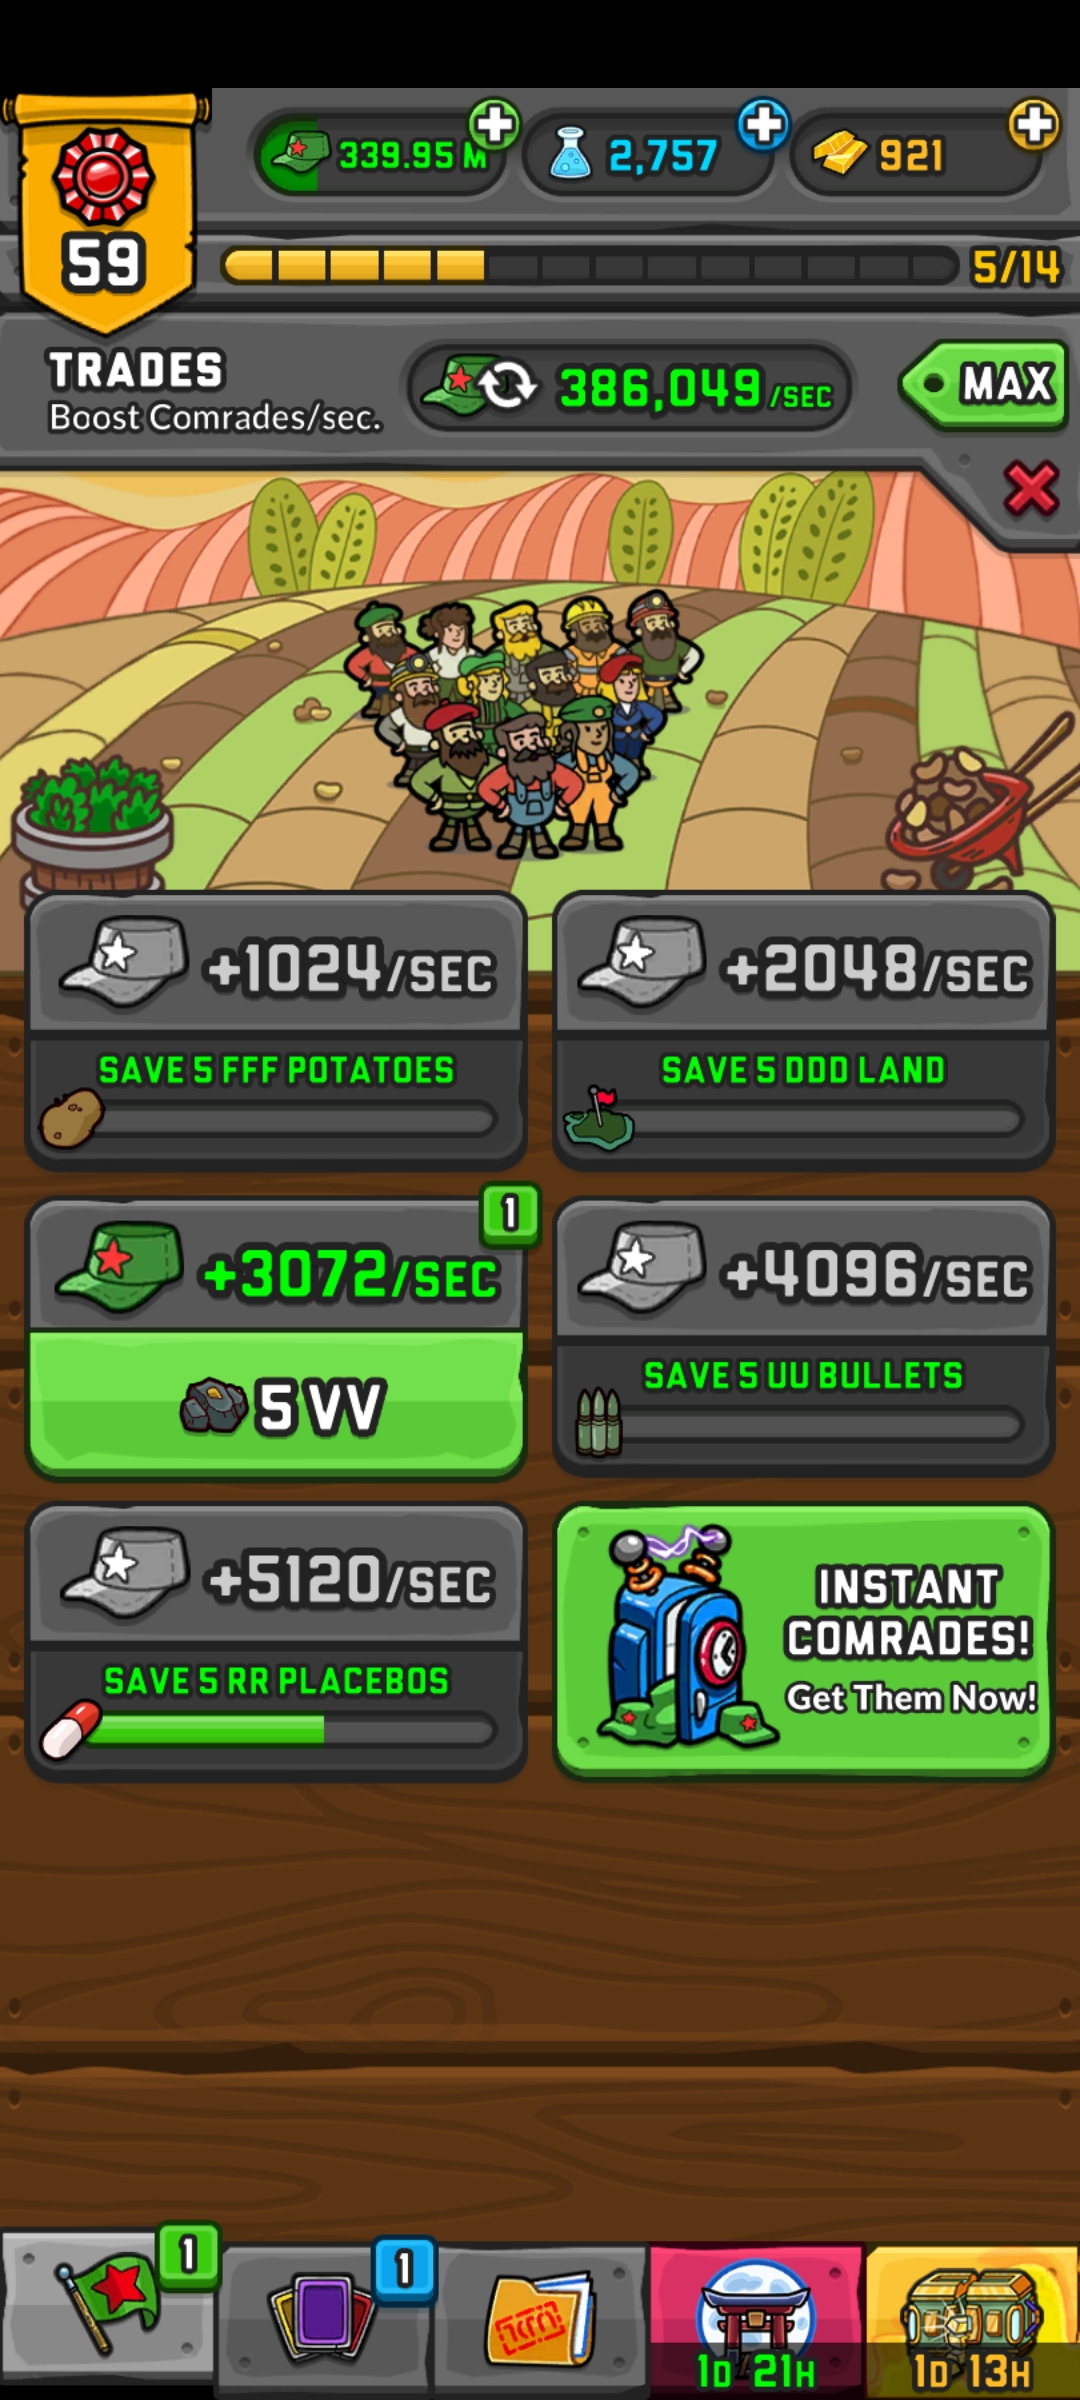 339.95 M
2,757
921
59
5/14
TRADES
Boost Comrades/sec.
386,049/SEC
MAX
+1024/SEC
SAVE 5 FFF POTATOES
+2048/SEC
SAVE 5 DDD LAND
1
+3072/SEC
5 VV
+4096/SEC
SAVE 5 UU BULLETS
+5120/SEC
SAVE 5 RR PLACEBOS
INSTANT
COMRADES!
Get Them Now!
1
1
1D 21H
1D 13H